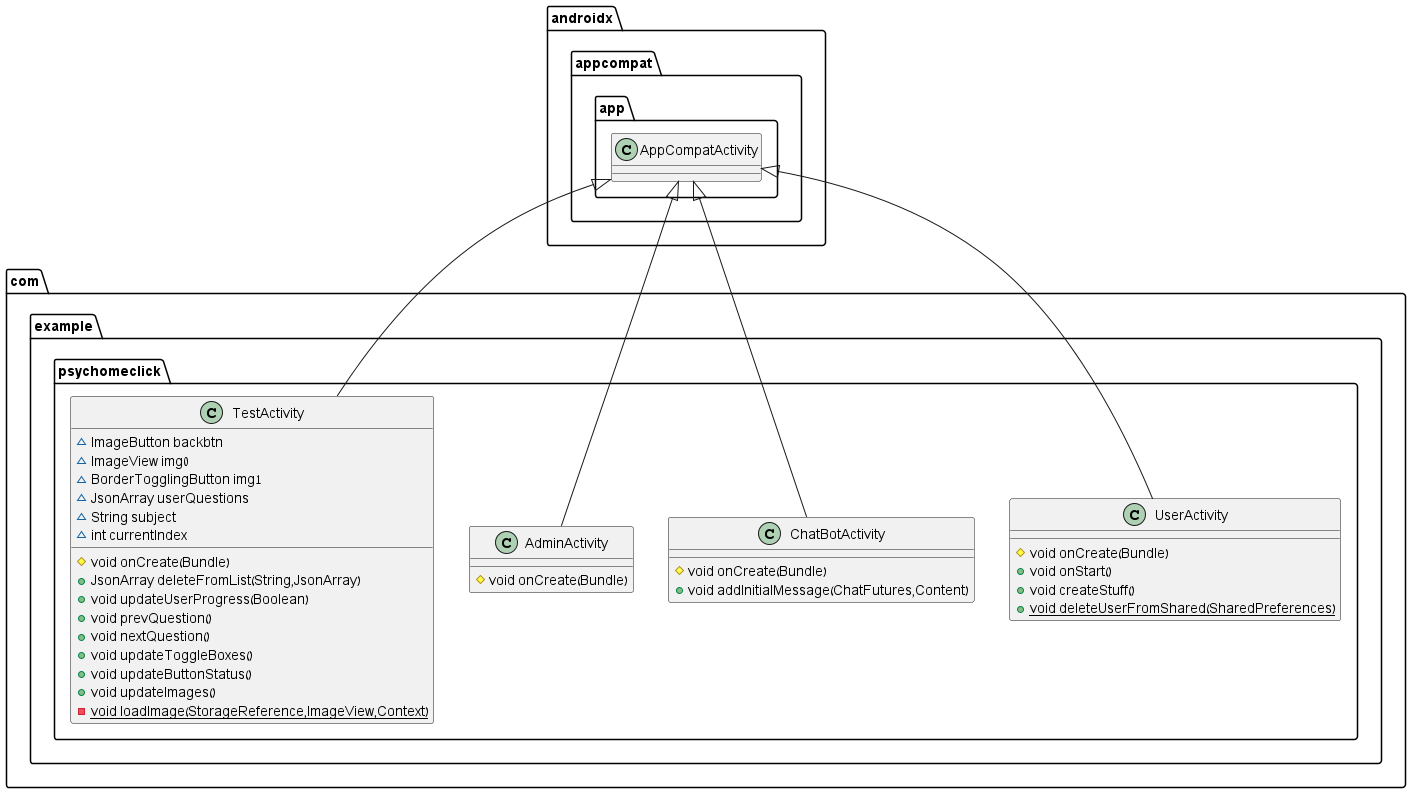 androidx
appcompat
app
C AppCompatActivity
com
example
psychomeclick
C TestActivity
ImageButton backbtn
ImageView img0
BorderTogglingButton img1
JsonArray userQuestions
String subject
int currentIndex
void onCreate(Bundle)
JsonArray deleteFromList(String,JsonArray)
void updateUserProgress(Boolean)
void prevQuestion()
void nextQuestion()
void updateToggleBoxes()
void updateButtonStatus()
void updateImages()
void loadImage(StorageReference,ImageView,Context)
C AdminActivity
void onCreate(Bundle)
C ChatBotActivity
void onCreate(Bundle)
void addInitialMessage(ChatFutures,Content)
C UserActivity
void onCreate(Bundle)
void onStart()
void createStuff()
void deleteUserFromShared(SharedPreferences)